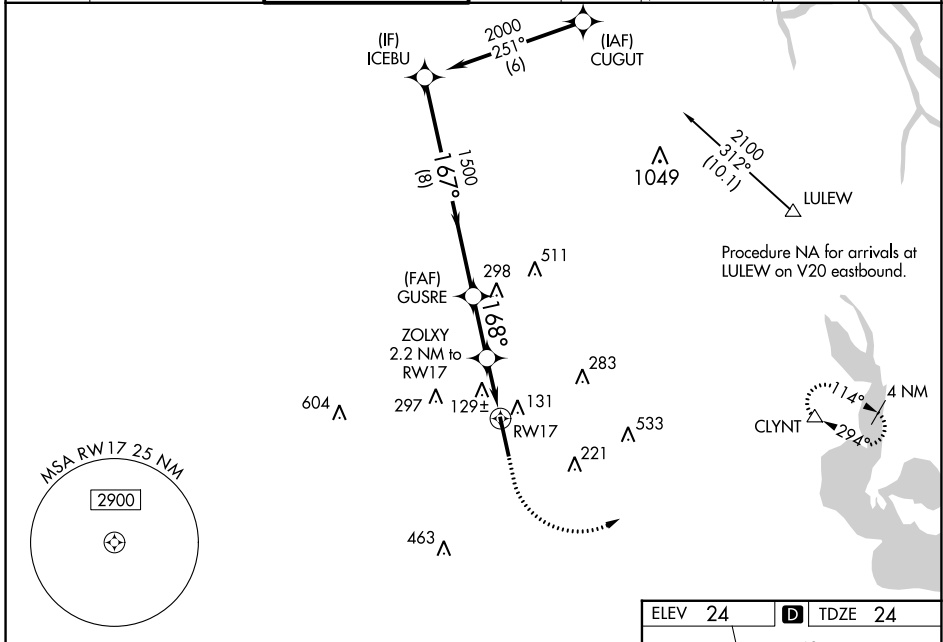 2000
251°
(6)
(IAF)
CUGUT
(IF)
ICEBU
1500
167°
(8)
1049
2100
312°
(10.1)
LULEW
Procedure NA for arrivals at
LULEW on V20 eastbound.
511
298
(FAF)
GUSRE
168°
ZOLXY
2.2 NM to
RW17
283
604
297
129±
131
RW17
533
221
114°
4 NM
CLYNT
294°
MSA RW17 25 NM
2900
463
ELEV 24 D TDZE 24